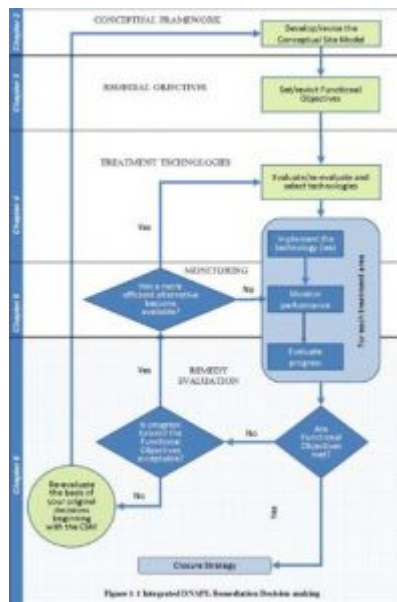 CONCEPTUAL FRAMEWORK
Chapter 2
Develop/revise the
Conceptual Site Model
Chapter 3
REMEDIAL OBJECTIVES
Set/revisit Functional
Objectives
TREATMENT TECHNOLOGIES
Chapter 4
Evaluate/re-evaluate and
select technologies
Yes
Implement the
technology (ies)
MONITORING
Chapter 5
Has a more
efficient alternative
become
available?
No
Monitor
performance
For each treatment area
Evaluate
progress
Yes
REMEDY
EVALUATION
Chapter 6
Is progress
toward the
Functional
Objectives
acceptable?
No
Are
Functional
Objectives
met?
No
Re-evaluate
the basis of
your original
decisions
beginning
with the CSM
Yes
Closure Strategy
Figure 1-1 Integrated DNAPL Remediation Decision making